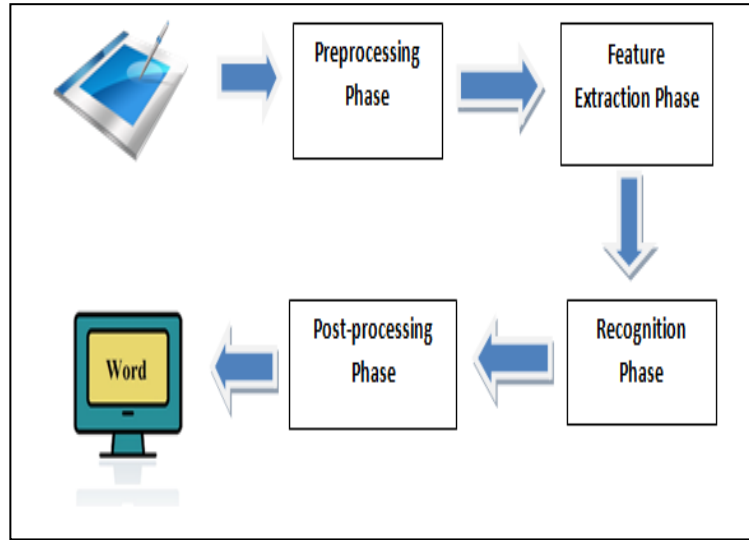 Preprocessing
Phase
Feature
Extraction Phase
Recognition
Phase
Post-processing
Phase
Word